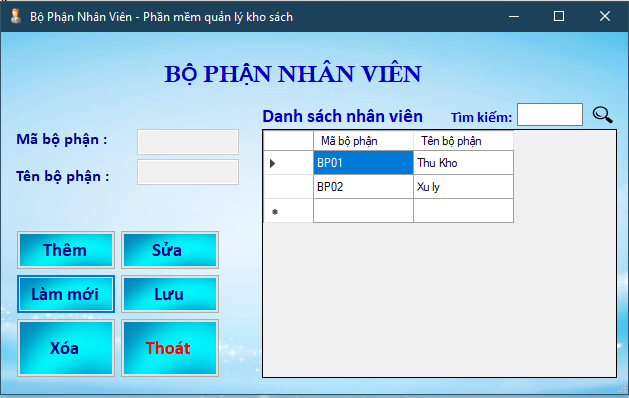 Bộ Phận Nhân Viên - Phần mềm quản lý kho sách
BỘ PHẬN NHÂN VIÊN
Danh sách nhân viên Tìm kiếm:
Mã bộ phận :
Tên bộ phận :
Mã bộ phận Tên bộ phận
BP01 Thu Kho
BP02 Xu ly
Thêm Sửa
Làm mới Lưu
Xóa Thoát